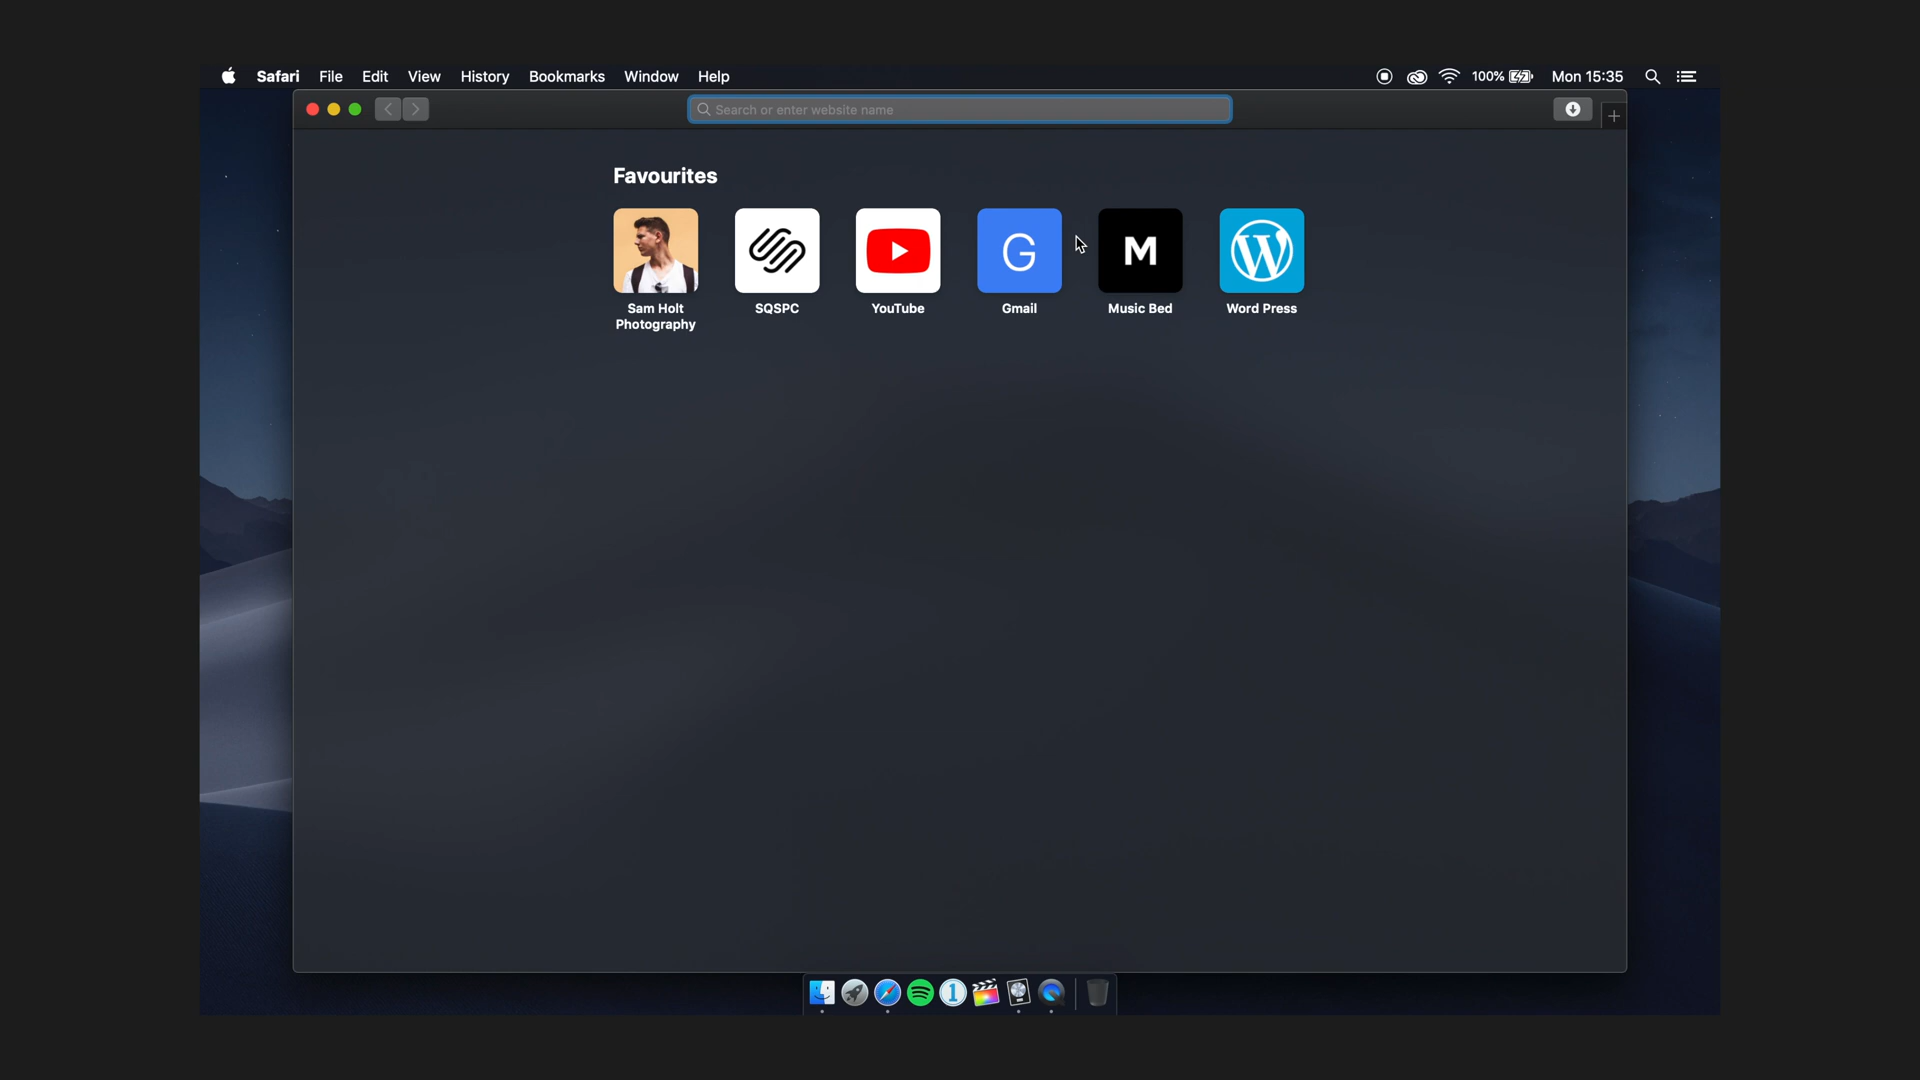 Safari File Edit View History Bookmarks Window Help 100% Mon 15:35
Search or enter website name
Favourites
G M
Sam Holt
Photography
SQSPC
YouTube
Gmail
Music Bed
Word Press